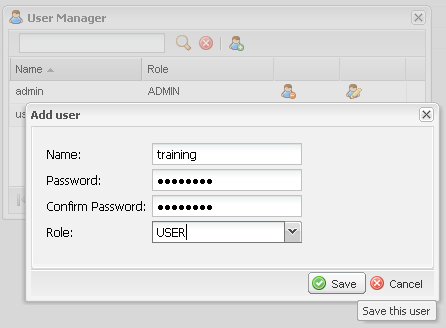 User Manager
Name Role
admin ADMIN
us
Add user
Name: training
Password: ●●●●●●●●
Confirm Password: ●●●●●●●●
Role: USER
Save Cancel
Save this user